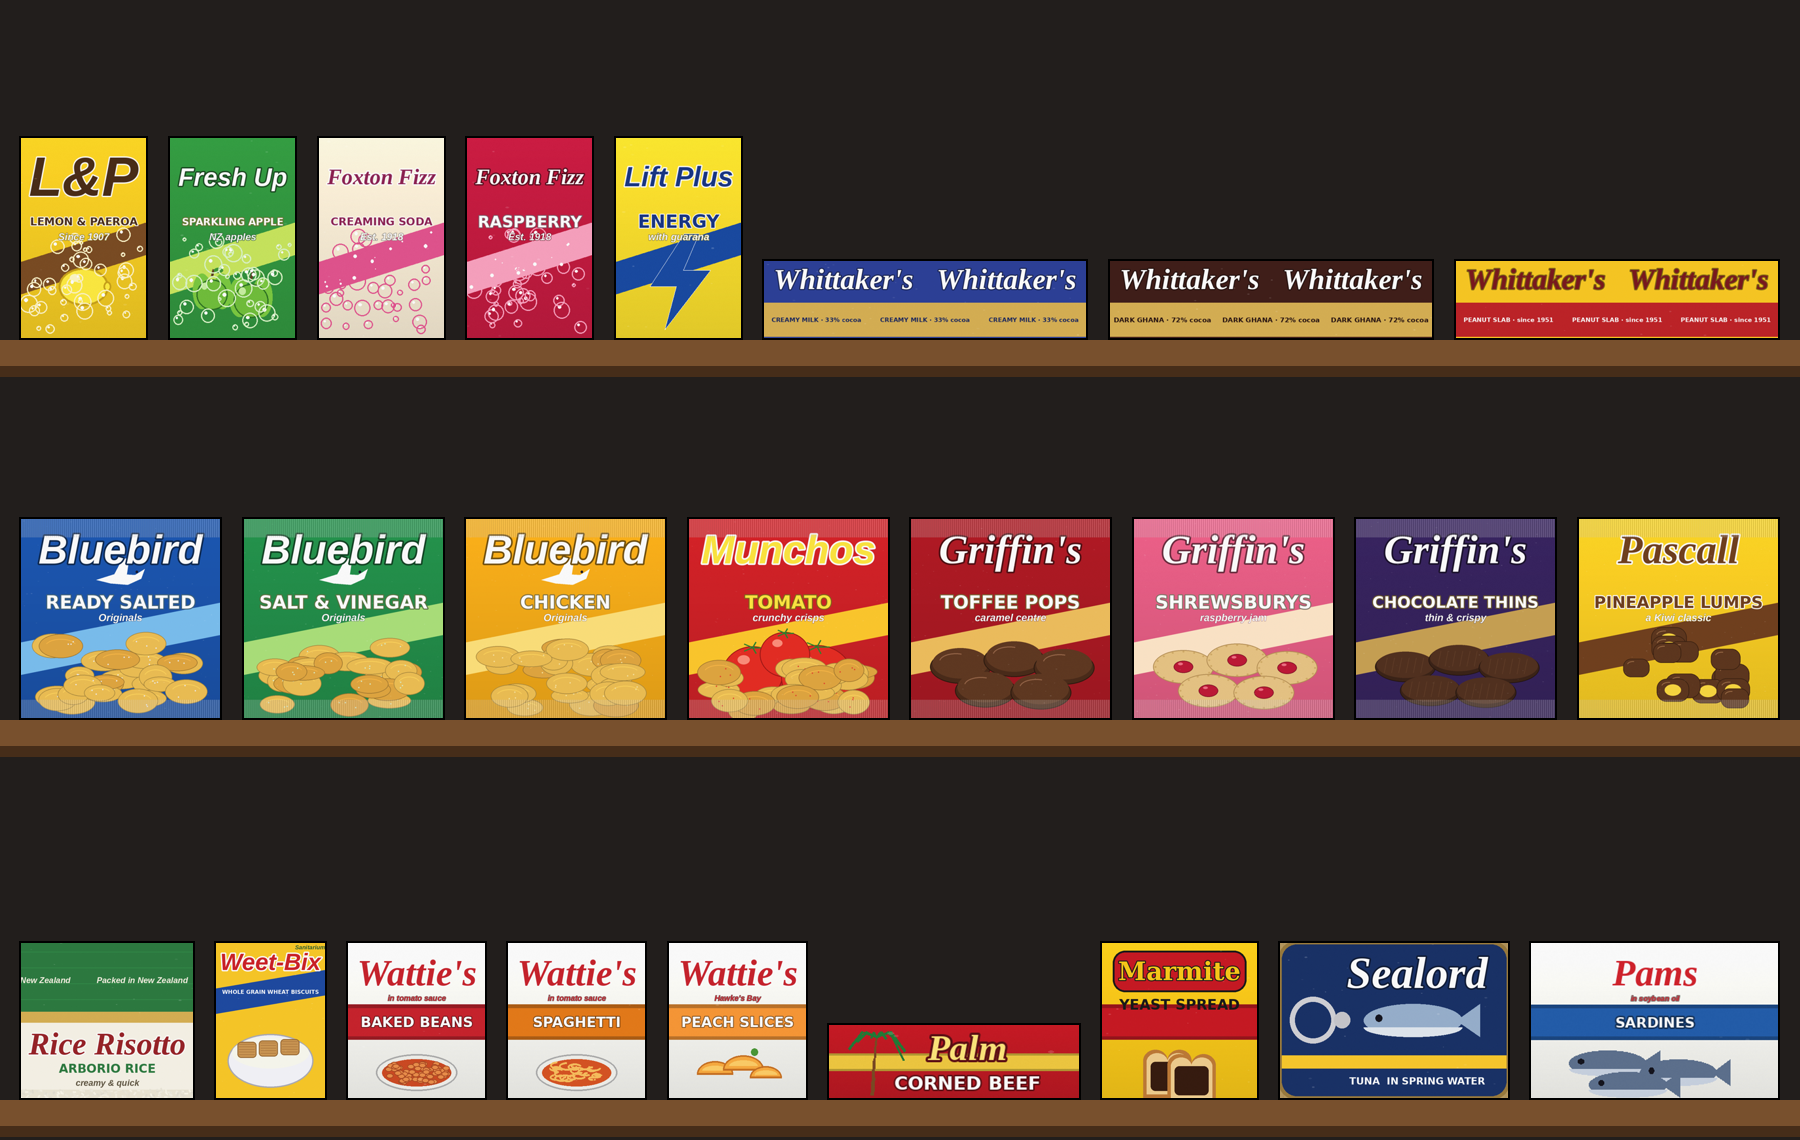 L&P
LEMON & PAEROA
Since 1907
Fresh Up
SPARKLING APPLE
NZ apples
Foxton Fizz
CREAMING SODA
Est. 1918
Foxton Fizz
RASPBERRY
Est. 1918
Lift Plus
ENERGY
with guarana
Whittaker's Whittaker's
CREAMY MILK · 33% cocoa CREAMY MILK · 33% cocoa CREAMY MILK · 33% cocoa
Whittaker's Whittaker's
DARK GHANA · 72% cocoa DARK GHANA · 72% cocoa DARK GHANA · 72% cocoa
Whittaker's Whittaker's
PEANUT SLAB · since 1951 PEANUT SLAB · since 1951 PEANUT SLAB · since 1951
Bluebird
READY SALTED
Originals
Bluebird
SALT & VINEGAR
Originals
Bluebird
CHICKEN
Originals
Munchos
TOMATO
crunchy crisps
Griffin's
TOFFEE POPS
caramel centre
Griffin's
SHREWSBURYS
raspberry jam
Griffin's
CHOCOLATE THINS
thin & crispy
Pascall
PINEAPPLE LUMPS
a Kiwi classic
New Zealand Packed in New Zealand
Rice Risotto
ARBORIO RICE
creamy & quick
Sanitarium
Weet-Bix
WHOLE GRAIN WHEAT BISCUITS
Wattie's
in tomato sauce
BAKED BEANS
Wattie's
in tomato sauce
SPAGHETTI
Wattie's
Hawke's Bay
PEACH SLICES
Palm
CORNED BEEF
Marmite
YEAST SPREAD
Sealord
TUNA IN SPRING WATER
Pams
in soybean oil
SARDINES